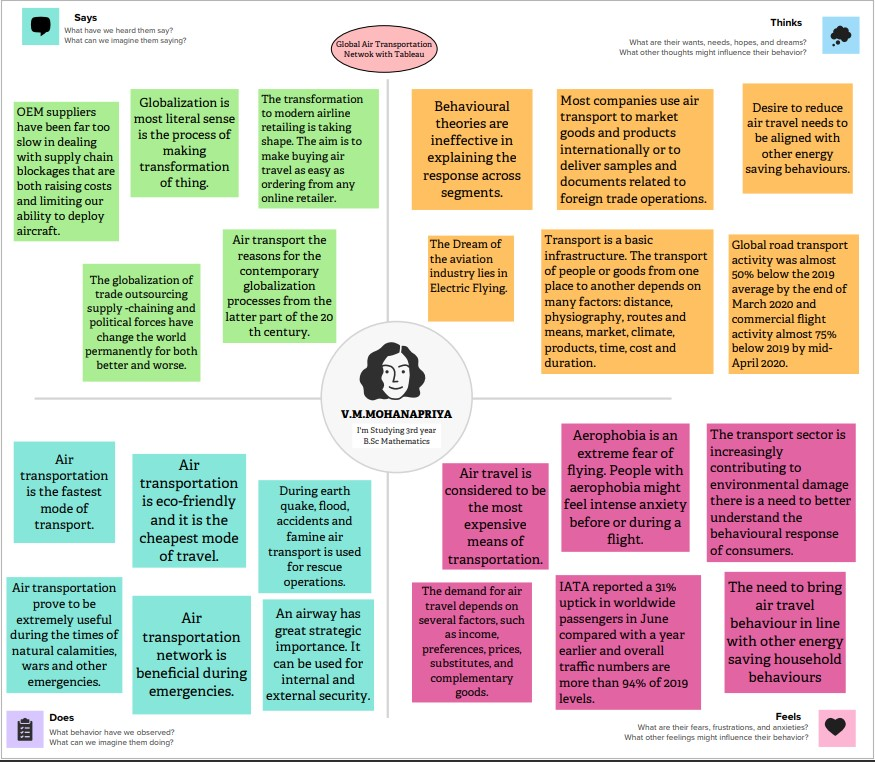 Says
What have we heard them say?
What can we imagine them saying?
Global Air Transportation
Netwok with Tableau
Thinks
What are their wants, needs, hopes, and dreams?
What other thoughts might influence their behavior?
OEM suppliers
have been far too
slow in dealing
with supply chain
blockages that are
both raising costs
and limiting our
ability to deploy
aircraft.
Globalization is
most literal sense
is the process of
making
transformation
of thing.
The transformation
to modern airline
retailing is taking
shape. The aim is to
make buying air
travel as easy as
ordering from any
online retailer.
The globalization of
trade outsourcing
supply -chaining and
political forces have
change the world
permanently for both
better and worse.
Air transport the
reasons for the
contemporary
globalization
processes from the
latter part of the 20
th century.
Behavioural
theories are
ineffective in
explaining the
response across
segments.
Most companies use air
transport to market
goods and products
internationally or to
deliver samples and
documents related to
foreign trade operations.
Desire to reduce
air travel needs to
be aligned with
other energy
saving behaviours.
The Dream of
the aviation
industry lies in
Electric Flying.
Transport is a basic
infrastructure. The transport
of people or goods from one
place to another depends on
many factors: distance,
physiography, routes and
means, market, climate,
products, time, cost and
duration.
Global road transport
activity was almost
50% below the 2019
average by the end of
March 2020 and
commercial flight
activity almost 75%
below 2019 by mid-
April 2020.
V.M.MOHANAPRIYA
I'm Studying 3rd year
B.Sc Mathematics
Air
transportation
is the fastest
mode of
transport.
Air
transportation
is eco-friendly
and it is the
cheapest mode
of travel.
During earth
quake, flood,
accidents and
famine air
transport is used
for rescue
operations.
Air transportation
prove to be
extremely useful
during the times of
natural calamities,
wars and other
emergencies.
Air
transportation
network is
beneficial during
emergencies.
An airway has
great strategic
importance. It
can be used for
internal and
external security.
Air travel is
considered to be
the most
expensive
means of
transportation.
Aerophobia is an
extreme fear of
flying. People with
aerophobia might
feel intense anxiety
before or during a
flight.
The transport sector is
increasingly
contributing to
environmental damage
there is a need to better
understand the
behavioural response
of consumers.
The demand for air
travel depends on
several factors, such
as income,
preferences, prices,
substitutes, and
complementary
goods.
IATA reported a 31%
uptick in worldwide
passengers in June
compared with a year
earlier and overall
traffic numbers are
more than 94% of 2019
levels.
The need to bring
air travel
behaviour in line
with other energy
saving household
behaviours
Does
What behavior have we observed?
What can we imagine them doing?
Feels
What are their fears, frustrations, and anxieties?
What other feelings might influence their behavior?